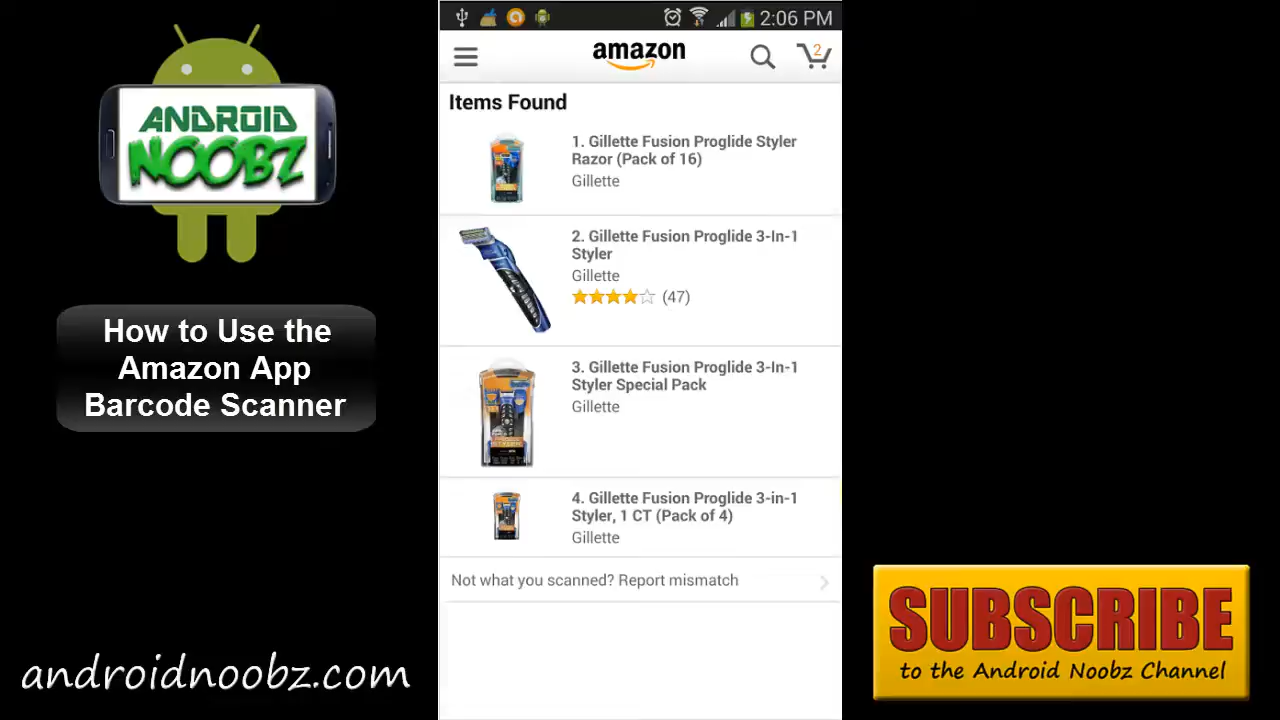 ANDROID
NOOBZ
How to Use the
Amazon App
Barcode Scanner
androidnoobz.com
2:06 PM
amazon
2
Items Found
1. Gillette Fusion Proglide Styler
Razor (Pack of 16)
Gillette
2. Gillette Fusion Proglide 3-In-1
Styler
Gillette
(47)
3. Gillette Fusion Proglide 3-In-1
Styler Special Pack
Gillette
4. Gillette Fusion Proglide 3-in-1
Styler, 1 CT (Pack of 4)
Gillette
Not what you scanned? Report mismatch
SUBSCRIBE
to the Android Noobz Channel